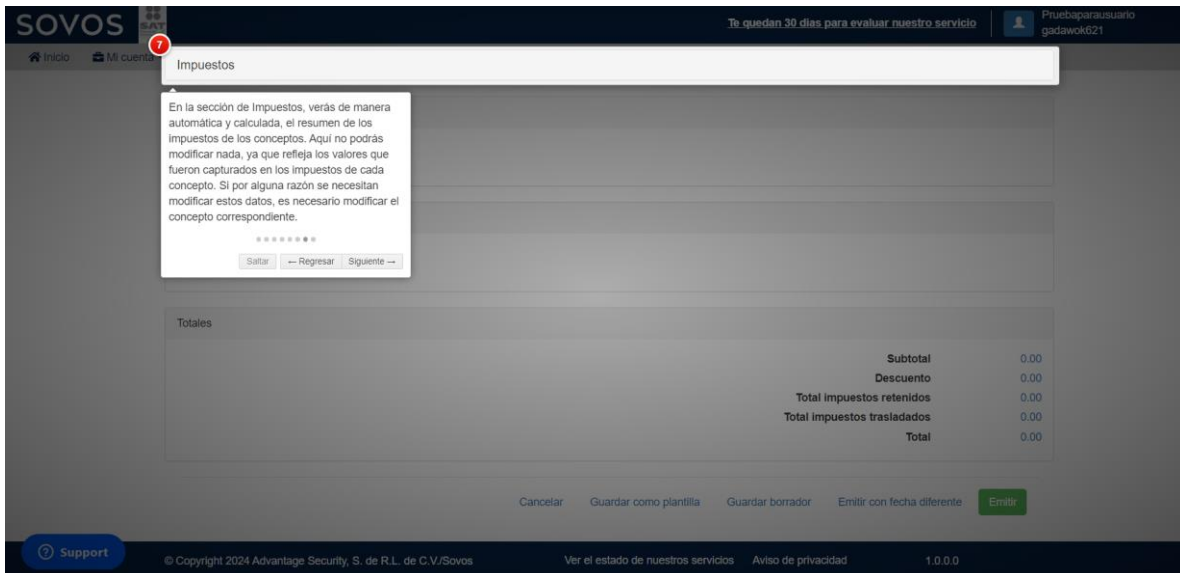 SOVOS SAT
Te quedan 30 días para evaluar nuestro servicio
Pruebaparausuario
gadawok621
Inicio
Mi cuenta
7
Impuestos
En la sección de Impuestos, verás de manera
automática y calculada, el resumen de los
impuestos de los conceptos. Aquí no podrás
modificar nada, ya que refleja los valores que
fueron capturados en los impuestos de cada
concepto. Si por alguna razón se necesitan
modificar estos datos, es necesario modificar el
concepto correspondiente.
Saltar ← Regresar Siguiente →
Totales
Subtotal 0.00
Descuento 0.00
Total impuestos retenidos 0.00
Total impuestos trasladados 0.00
Total 0.00
Cancelar Guardar como plantilla Guardar borrador Emitir con fecha diferente Emitir
Support
© Copyright 2024 Advantage Security, S. de R.L. de C.V./Sovos Ver el estado de nuestros servicios Aviso de privacidad 1.0.0.0